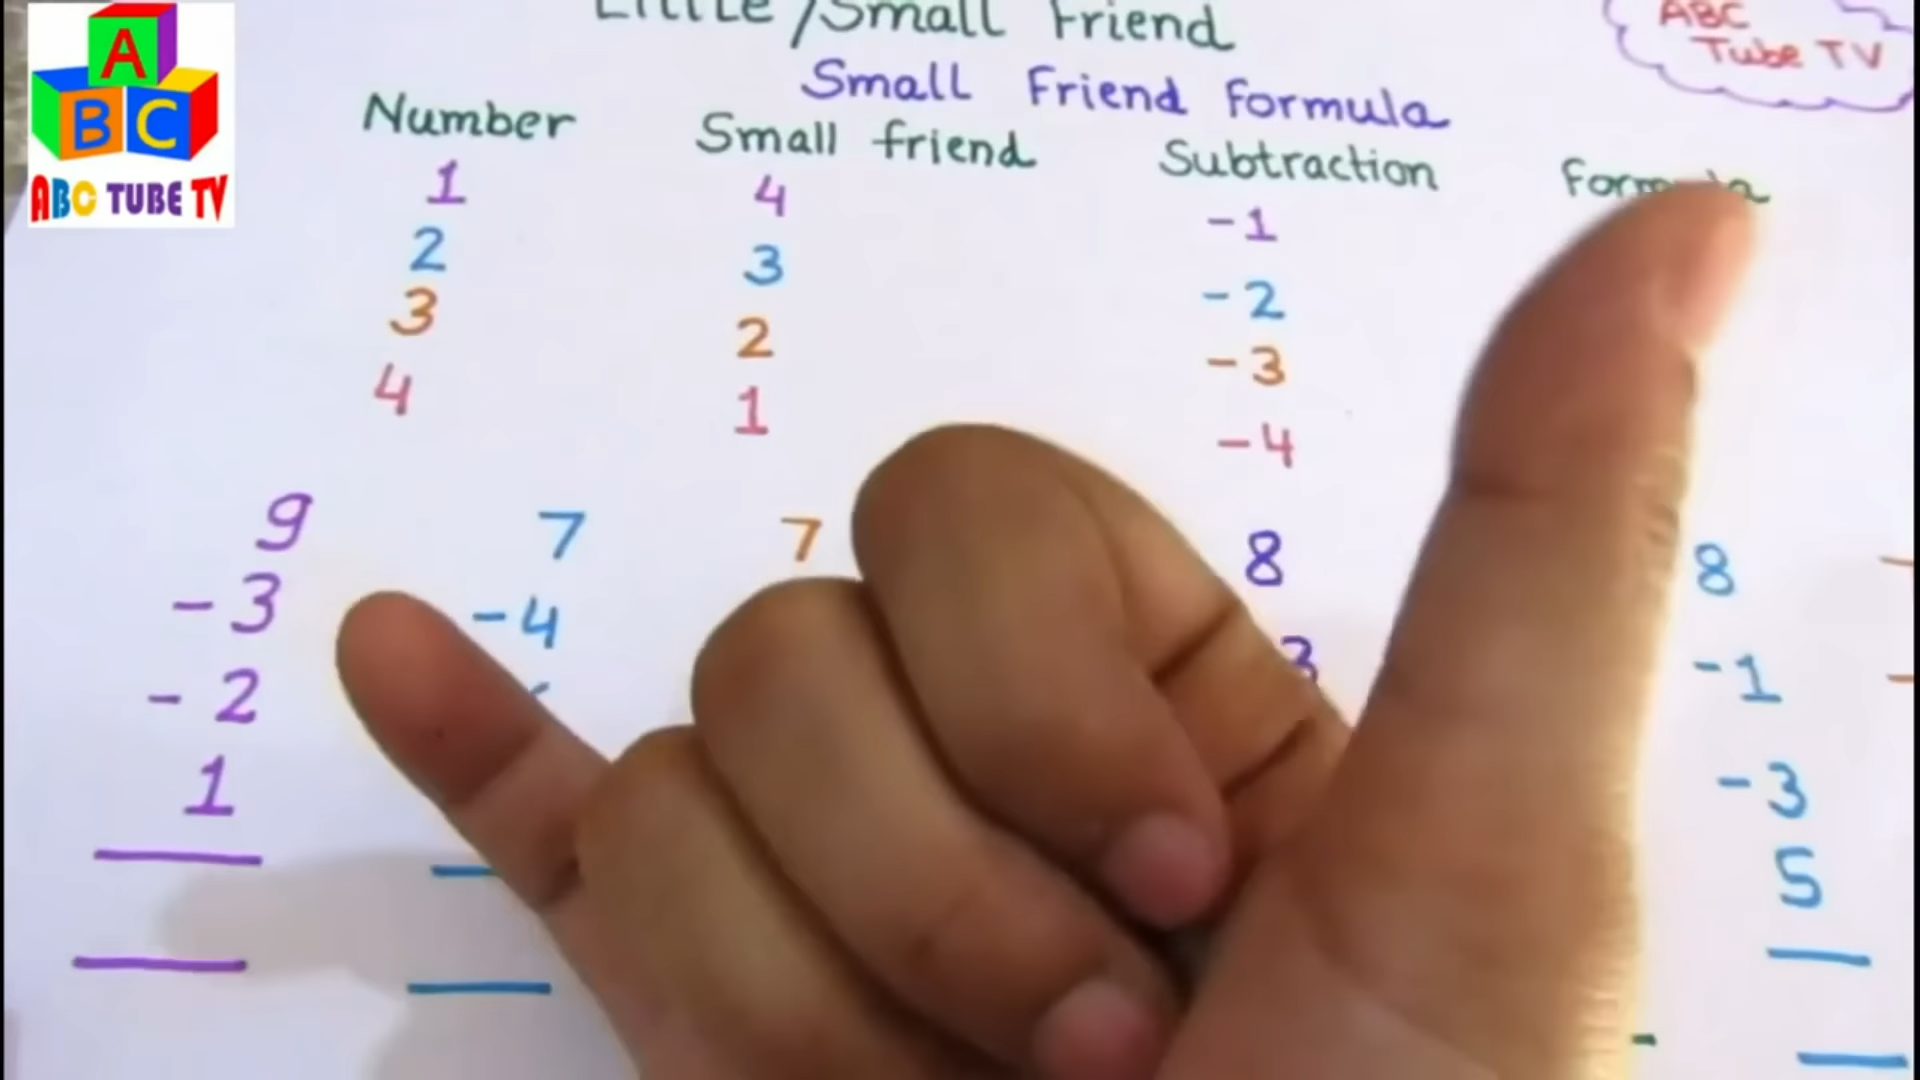 A
B C
ABC TUBE TV
Little/Small Friend
ABC
Tube TV
Small Friend Formula
Number Small friend Subtraction
1 4 -1
2 3 -2
3 2 -3
4 1 -4
9 7 7 8 8
-3 -4 3 -1
-2 -3
1 5